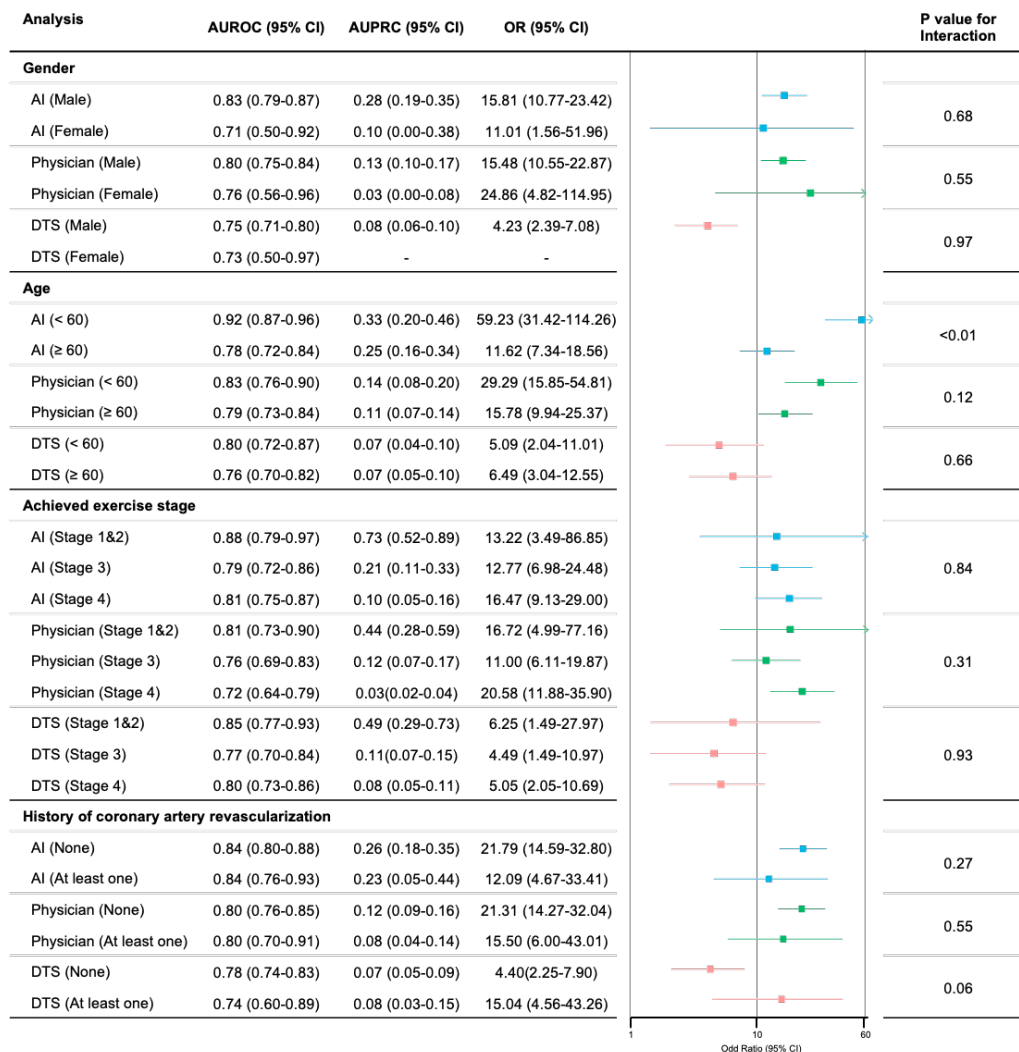 Analysis AUROC (95% CI) AUPRC (95% CI) OR (95% CI) P value for
Interaction
Gender
AI (Male) 0.83 (0.79-0.87) 0.28 (0.19-0.35) 15.81 (10.77-23.42)
0.68
AI (Female) 0.71 (0.50-0.92) 0.10 (0.00-0.38) 11.01 (1.56-51.96)
Physician (Male) 0.80 (0.75-0.84) 0.13 (0.10-0.17) 15.48 (10.55-22.87)
0.55
Physician (Female) 0.76 (0.56-0.96) 0.03 (0.00-0.08) 24.86 (4.82-114.95)
DTS (Male) 0.75 (0.71-0.80) 0.08 (0.06-0.10) 4.23 (2.39-7.08)
0.97
DTS (Female) 0.73 (0.50-0.97) - -
Age
AI (< 60) 0.92 (0.87-0.96) 0.33 (0.20-0.46) 59.23 (31.42-114.26)
<0.01
AI (≥ 60) 0.78 (0.72-0.84) 0.25 (0.16-0.34) 11.62 (7.34-18.56)
Physician (< 60) 0.83 (0.76-0.90) 0.14 (0.08-0.20) 29.29 (15.85-54.81)
0.12
Physician (≥ 60) 0.79 (0.73-0.84) 0.11 (0.07-0.14) 15.78 (9.94-25.37)
DTS (< 60) 0.80 (0.72-0.87) 0.07 (0.04-0.10) 5.09 (2.04-11.01)
0.66
DTS (≥ 60) 0.76 (0.70-0.82) 0.07 (0.05-0.10) 6.49 (3.04-12.55)
Achieved exercise stage
AI (Stage 1&2) 0.88 (0.79-0.97) 0.73 (0.52-0.89) 13.22 (3.49-86.85)
AI (Stage 3) 0.79 (0.72-0.86) 0.21 (0.11-0.33) 12.77 (6.98-24.48) 0.84
AI (Stage 4) 0.81 (0.75-0.87) 0.10 (0.05-0.16) 16.47 (9.13-29.00)
Physician (Stage 1&2) 0.81 (0.73-0.90) 0.44 (0.28-0.59) 16.72 (4.99-77.16)
Physician (Stage 3) 0.76 (0.69-0.83) 0.12 (0.07-0.17) 11.00 (6.11-19.87) 0.31
Physician (Stage 4) 0.72 (0.64-0.79) 0.03(0.02-0.04) 20.58 (11.88-35.90)
DTS (Stage 1&2) 0.85 (0.77-0.93) 0.49 (0.29-0.73) 6.25 (1.49-27.97)
DTS (Stage 3) 0.77 (0.70-0.84) 0.11(0.07-0.15) 4.49 (1.49-10.97) 0.93
DTS (Stage 4) 0.80 (0.73-0.86) 0.08 (0.05-0.11) 5.05 (2.05-10.69)
History of coronary artery revascularization
AI (None) 0.84 (0.80-0.88) 0.26 (0.18-0.35) 21.79 (14.59-32.80)
0.27
AI (At least one) 0.84 (0.76-0.93) 0.23 (0.05-0.44) 12.09 (4.67-33.41)
Physician (None) 0.80 (0.76-0.85) 0.12 (0.09-0.16) 21.31 (14.27-32.04)
0.55
Physician (At least one) 0.80 (0.70-0.91) 0.08 (0.04-0.14) 15.50 (6.00-43.01)
DTS (None) 0.78 (0.74-0.83) 0.07 (0.05-0.09) 4.40(2.25-7.90)
0.06
DTS (At least one) 0.74 (0.60-0.89) 0.08 (0.03-0.15) 15.04 (4.56-43.26)
1 10 60
Odd Ratio (95% CI)